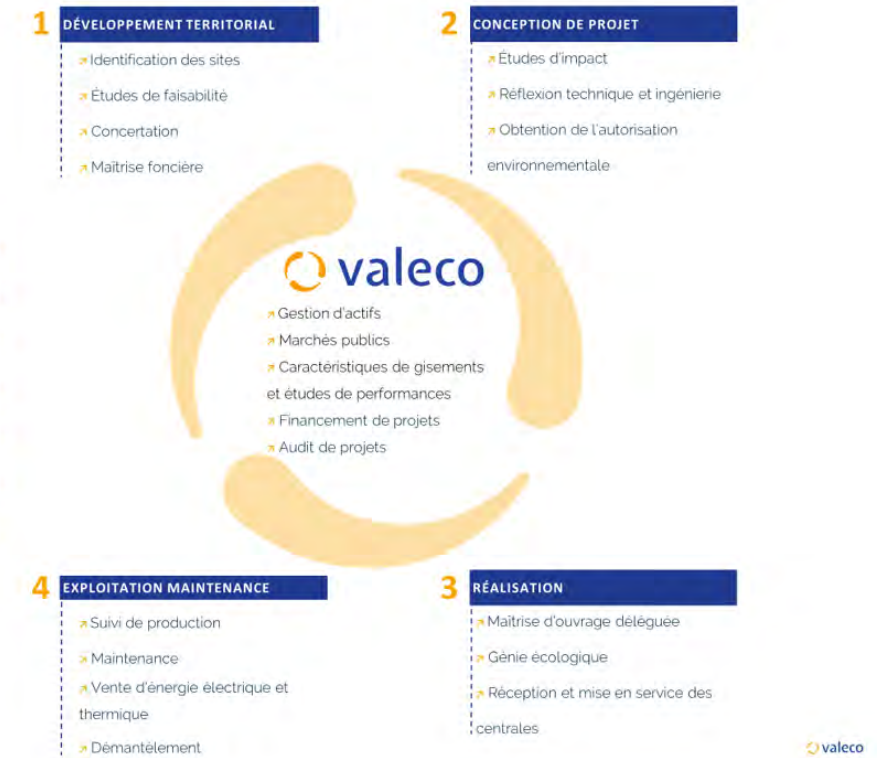 1 DÉVELOPPEMENT TERRITORIAL
Identification des sites
Études de faisabilité
Concertation
Maîtrise foncière
2 CONCEPTION DE PROJET
Études d'impact
Réflexion technique et ingénierie
Obtention de l'autorisation
environnementale
valeco
Gestion d'actifs
Marchés publics
Caractéristiques de gisements
et études de performances
Financement de projets
Audit de projets
4 EXPLOITATION MAINTENANCE
Suivi de production
Maintenance
Vente d'énergie électrique et
thermique
Démantèlement
3 RÉALISATION
Maîtrise d'ouvrage déléguée
Génie écologique
Réception et mise en service des
centrales
valeco